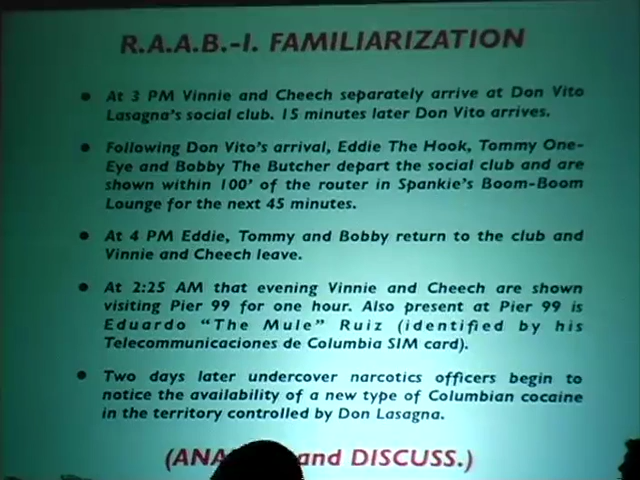 R.A.A.B.-I. FAMILIARIZATION
• At 3 PM Vinnie and Cheech separately arrive at Don Vito
Lasagna's social club. 15 minutes later Don Vito arrives.
• Following Don Vito's arrival, Eddie The Hook, Tommy One-
Eye and Bobby The Butcher depart the social club and are
shown within 100' of the router in Spankie's Boom-Boom
Lounge for the next 45 minutes.
• At 4 PM Eddie, Tommy and Bobby return to the club and
Vinnie and Cheech leave.
• At 2:25 AM that evening Vinnie and Cheech are shown
visiting Pier 99 for one hour. Also present at Pier 99 is
Eduardo "The Mule" Ruiz (identified by his
Telecommunicaciones de Columbia SIM card).
• Two days later undercover narcotics officers begin to
notice the availability of a new type of Columbian cocaine
in the territory controlled by Don Lasagna.
and DISCUSS.)